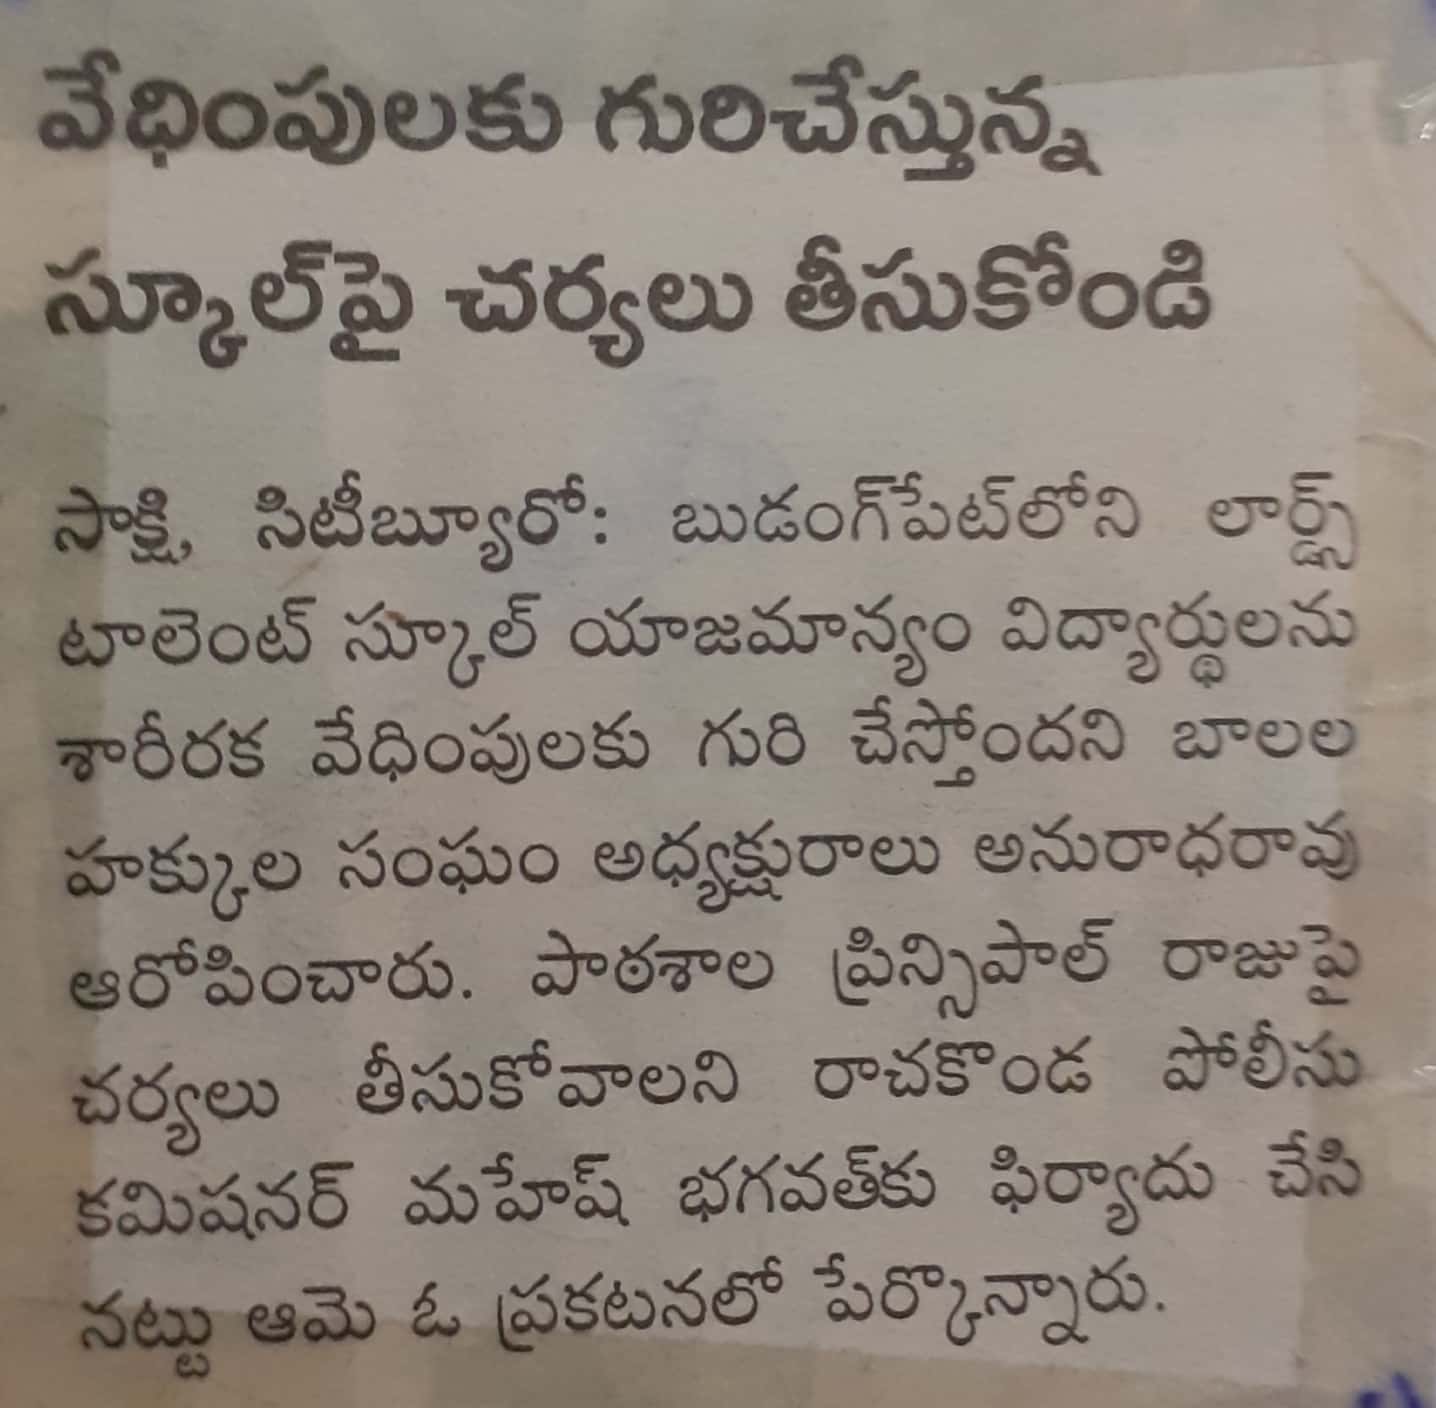 వేధింపులకు గురిచేస్తున్న
స్కూల్‌పై చర్యలు తీసుకోండి
సాక్షి, సిటీబ్యూరో: బుడంగ్‌పేట్‌లోని లార్డ్స్
టాలెంట్ స్కూల్ యాజమాన్యం విద్యార్థులను
శారీరక వేధింపులకు గురి చేస్తోందని బాలల
హక్కుల సంఘం అధ్యక్షురాలు అనురాధరావు
ఆరోపించారు. పాఠశాల ప్రిన్సిపాల్ రాజుపై
చర్యలు తీసుకోవాలని రాచకొండ పోలీసు
కమిషనర్ మహేష్ భగవత్‌కు ఫిర్యాదు చేసి
నట్టు ఆమె ఓ ప్రకటనలో పేర్కొన్నారు.